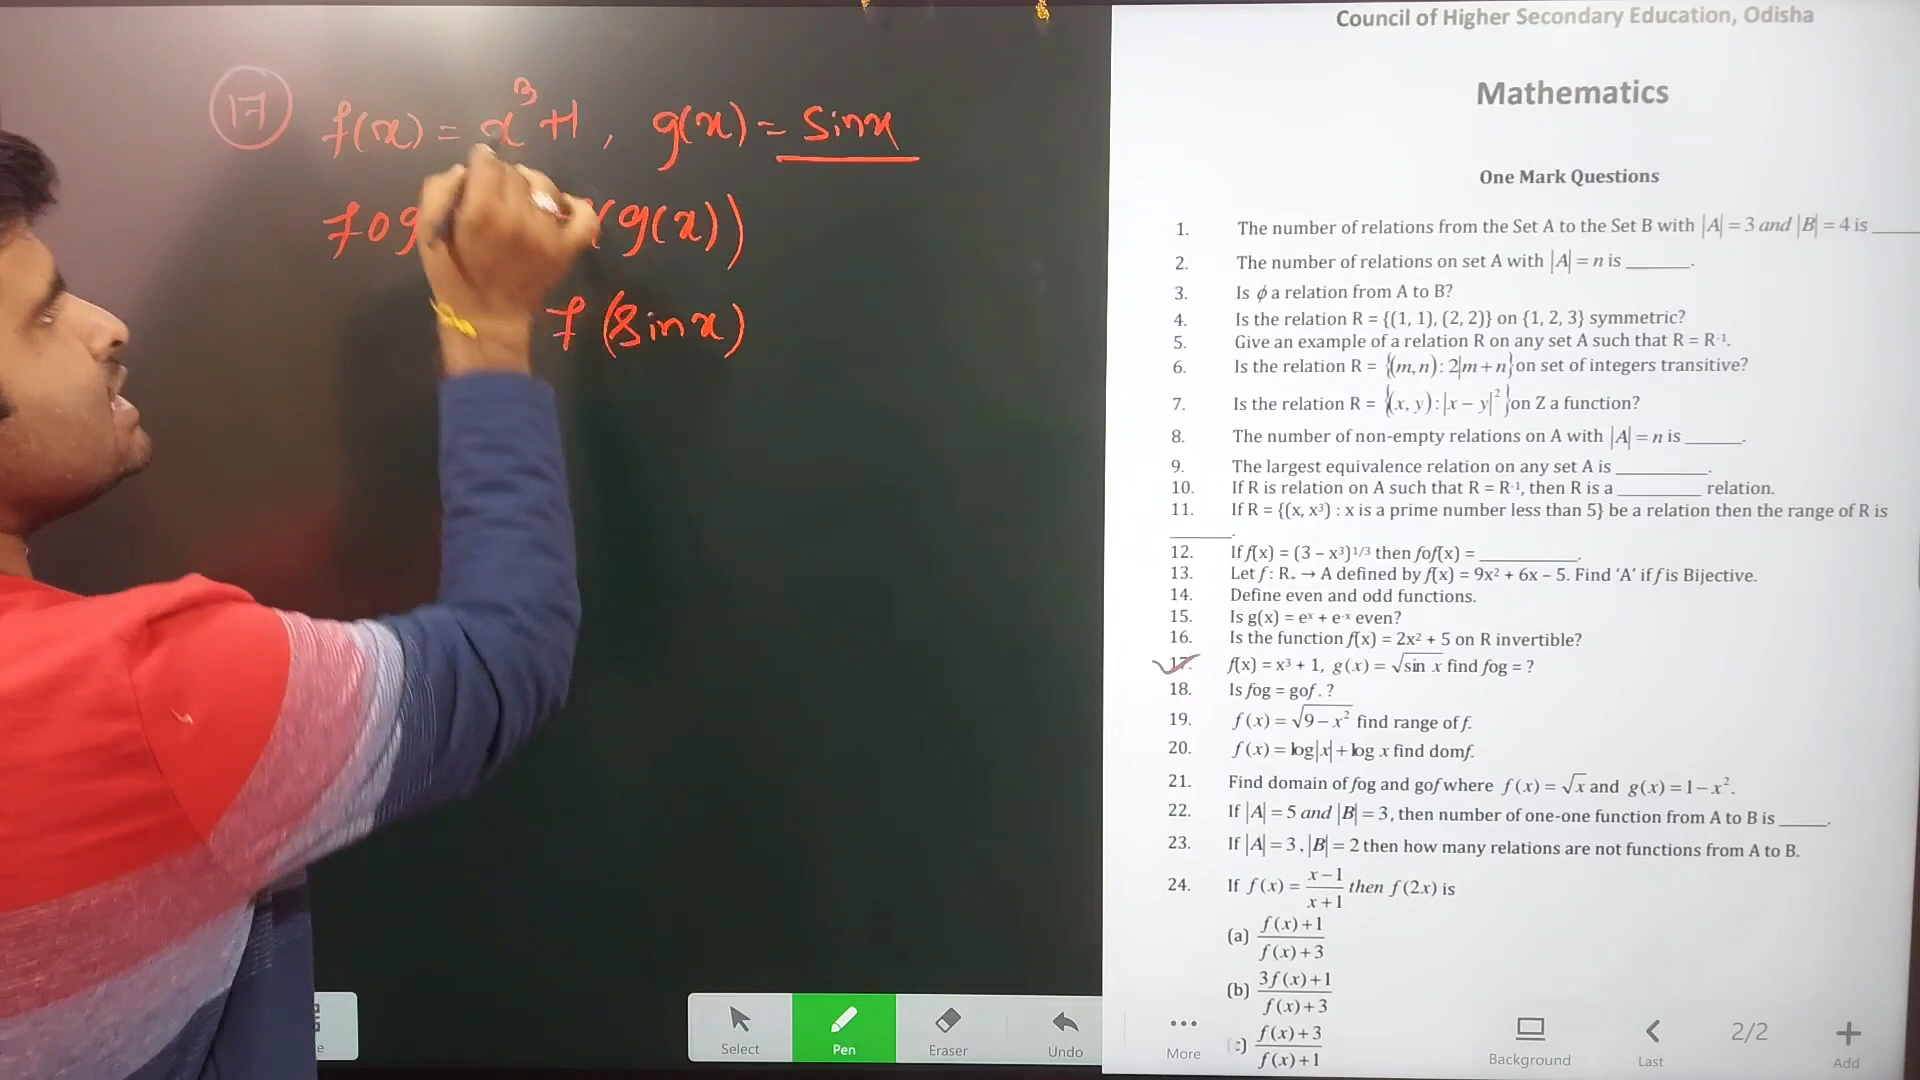 17 f(x) = x³+1, g(x) = sinx
fog (g(x))
f(sinx)
Council of Higher Secondary Education, Odisha
Mathematics
One Mark Questions
1. The number of relations from the Set A to the Set B with |A| = 3 and |B| = 4 is ____
2. The number of relations on set A with |A| = n is ______.
3. Is ϕ a relation from A to B?
4. Is the relation R = {(1, 1), (2, 2)} on {1, 2, 3} symmetric?
5. Give an example of a relation R on any set A such that R = R⁻¹.
6. Is the relation R = {(m, n) : 2|m + n} on set of integers transitive?
7. Is the relation R = {(x, y) : |x − y|²} on Z a function?
8. The number of non-empty relations on A with |A| = n is _____.
9. The largest equivalence relation on any set A is ________.
10. If R is relation on A such that R = R⁻¹, then R is a ________ relation.
11. If R = {(x, x³) : x is a prime number less than 5} be a relation then the range of R is
______.
12. If f(x) = (3 – x³)^1/3 then fof(x) = _________.
13. Let f : R₊ → A defined by f(x) = 9x² + 6x – 5. Find 'A' if f is Bijective.
14. Define even and odd functions.
15. Is g(x) = eˣ + e⁻ˣ even?
16. Is the function f(x) = 2x² + 5 on R invertible?
17. f(x) = x³ + 1, g(x) = √sin x find fog = ?
18. Is fog = gof . ?
19. f(x) = √9 − x² find range of f.
20. f(x) = log|x| + log x find domf.
21. Find domain of fog and gof where f(x) = √x and g(x) = 1 − x².
22. If |A| = 5 and |B| = 3, then number of one-one function from A to B is _____.
23. If |A| = 3, |B| = 2 then how many relations are not functions from A to B.
24. If f(x) = (x − 1)/(x + 1) then f(2x) is
(a) (f(x)+1)/(f(x)+3)
(b) (3f(x)+1)/(f(x)+3)
(c) (f(x)+3)/(f(x)+1)
Select Pen Eraser Undo More Background Last 2/2 Add